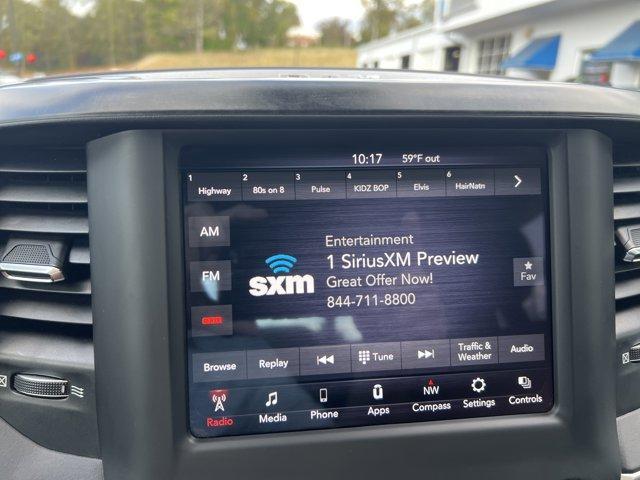 10:17 59°F out
1 Highway 2 80s on 8 3 Pulse 4 KIDZ BOP 5 Elvis 6 HairNatn
AM
Entertainment
1 SiriusXM Preview
Great Offer Now!
844-711-8800
sxm
Fav
FM
Browse Replay Tune Traffic & Weather Audio
Radio Media Phone Apps NW Compass Settings Controls